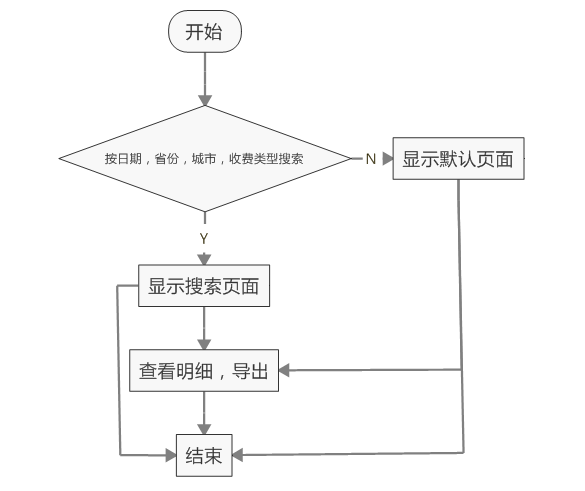 开始
按日期，省份，城市，收费类型搜索
N
显示默认页面
Y
显示搜索页面
查看明细，导出
结束